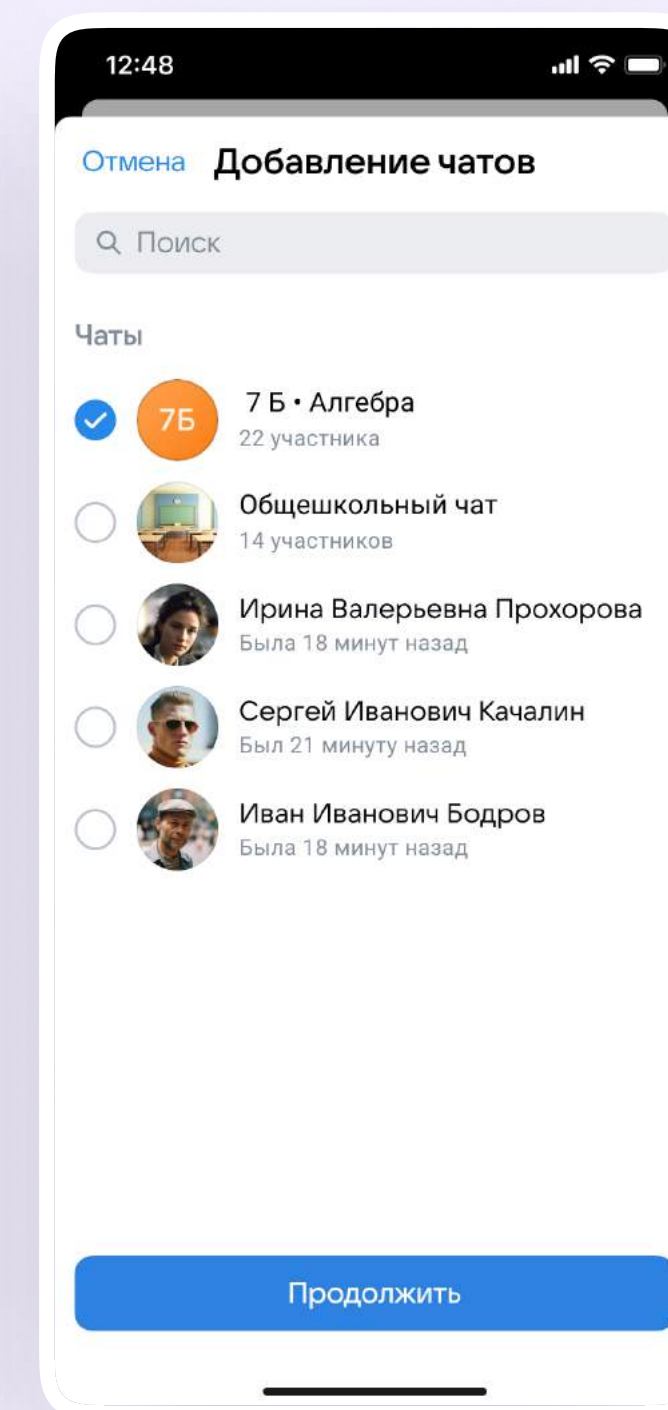 12:48
Отмена Добавление чатов
Поиск
Чаты
7Б
7 Б • Алгебра
22 участника
Общешкольный чат
14 участников
Ирина Валерьевна Прохорова
Была 18 минут назад
Сергей Иванович Качалин
Был 21 минуту назад
Иван Иванович Бодров
Была 18 минут назад
Продолжить